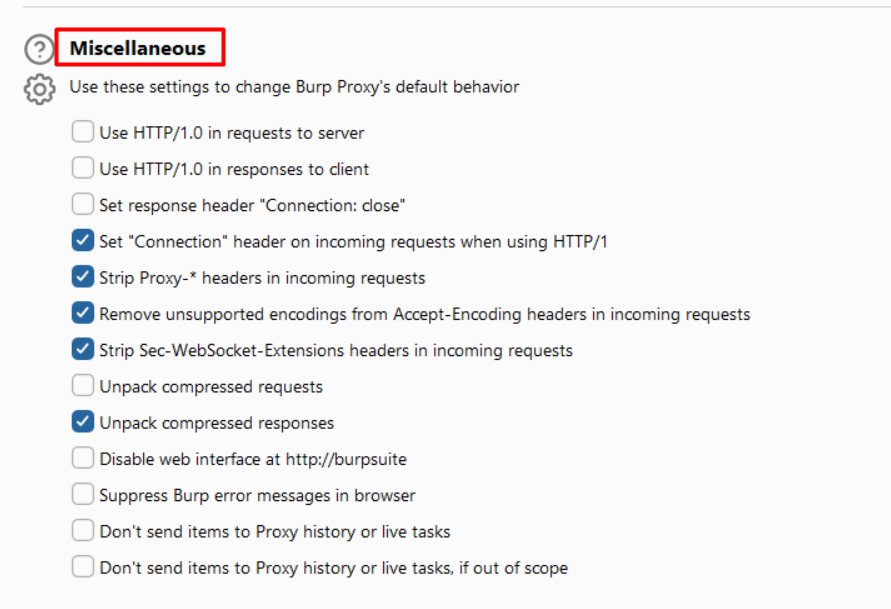 Miscellaneous
Use these settings to change Burp Proxy's default behavior
Use HTTP/1.0 in requests to server
Use HTTP/1.0 in responses to client
Set response header "Connection: close"
Set "Connection" header on incoming requests when using HTTP/1
Strip Proxy-* headers in incoming requests
Remove unsupported encodings from Accept-Encoding headers in incoming requests
Strip Sec-WebSocket-Extensions headers in incoming requests
Unpack compressed requests
Unpack compressed responses
Disable web interface at http://burpsuite
Suppress Burp error messages in browser
Don't send items to Proxy history or live tasks
Don't send items to Proxy history or live tasks, if out of scope